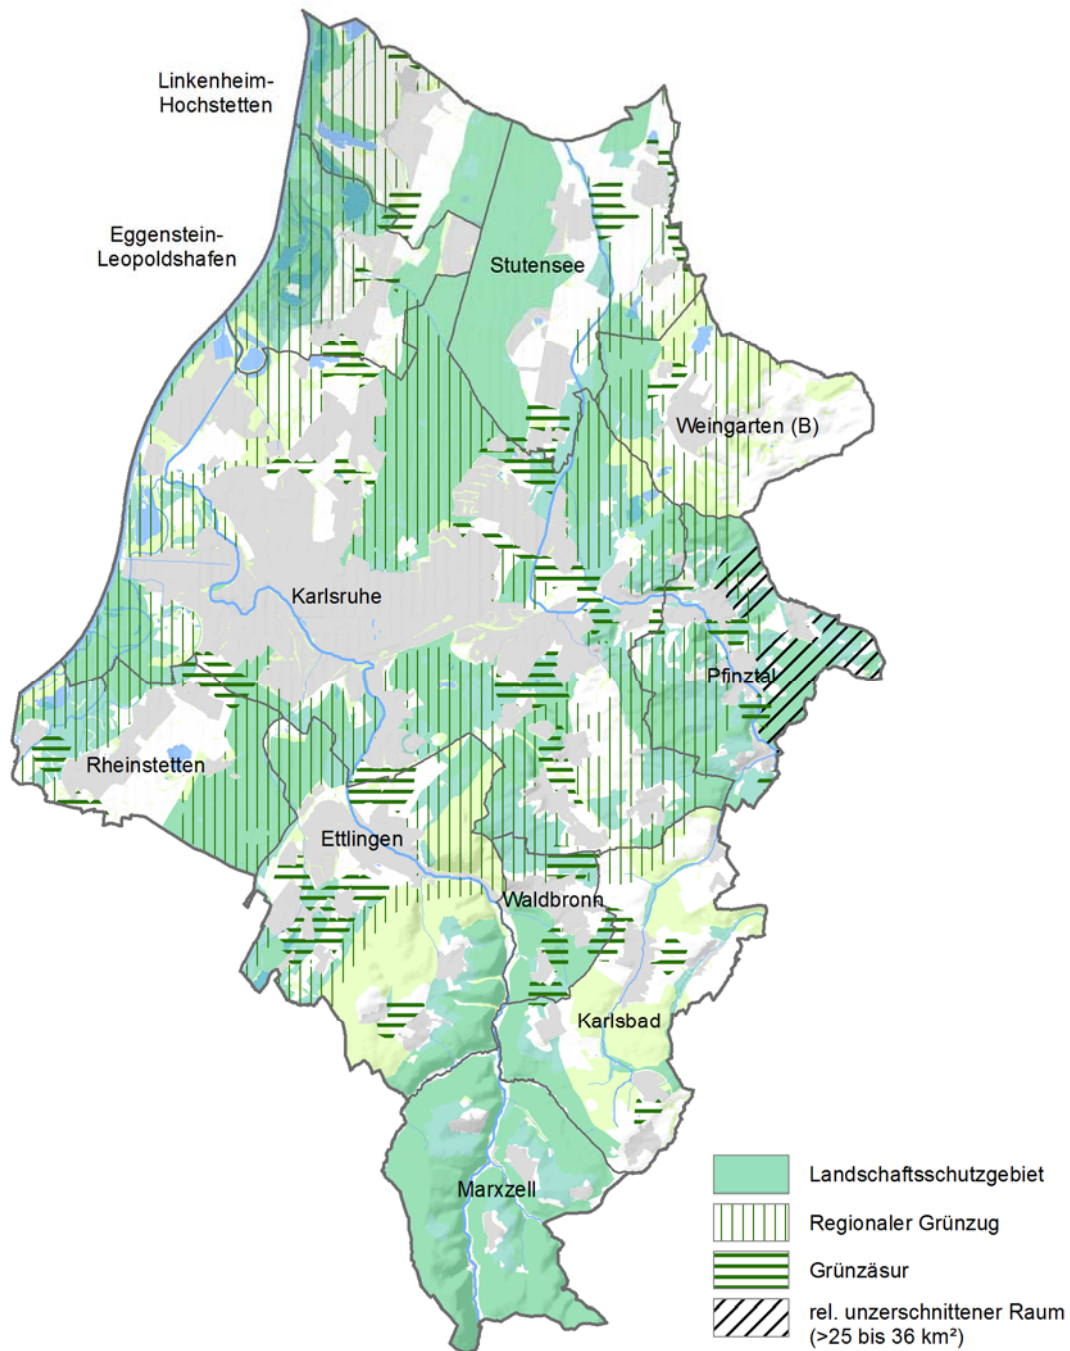 Linkenheim-
Hochstetten
Eggenstein-
Leopoldshafen
Stutensee
Weingarten (B)
Karlsruhe
Pfinztal
Rheinstetten
Ettlingen
Waldbronn
Karlsbad
Marxzell
Landschaftsschutzgebiet
Regionaler Grünzug
Grünzäsur
rel. unzerschnittener Raum
(>25 bis 36 km²)